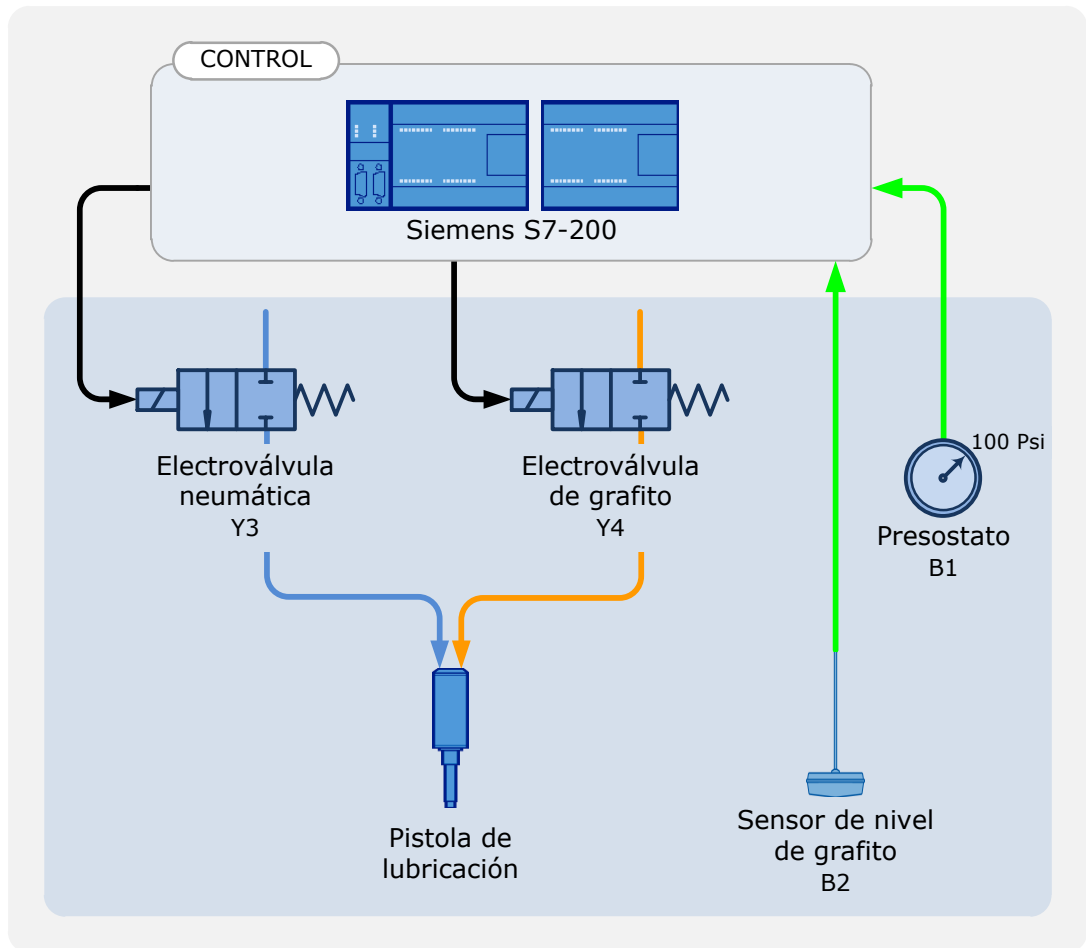 CONTROL
Siemens S7-200
Electroválvula
neumática
Y3
Electroválvula
de grafito
Y4
100 Psi
Presostato
B1
Pistola de
lubricación
Sensor de nivel
de grafito
B2